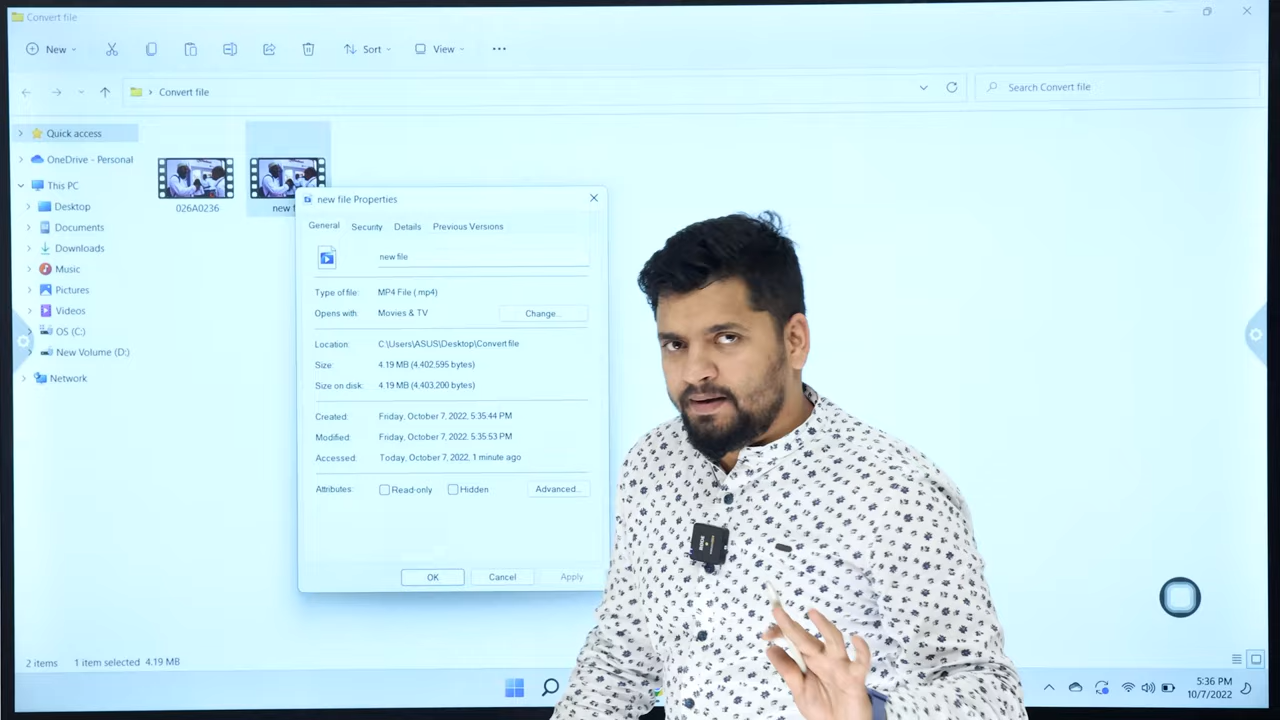 Convert file
New
Sort
View
Convert file
Search Convert file
Quick access
OneDrive - Personal
This PC
Desktop
Documents
Downloads
Music
Pictures
Videos
OS (C:)
New Volume (D:)
Network
026A0236
new f
new file Properties
General Security Details Previous Versions
new file
Type of file: MP4 File (.mp4)
Opens with: Movies & TV Change...
Location: C:\Users\ASUS\Desktop\Convert file
Size: 4.19 MB (4,402,595 bytes)
Size on disk: 4.19 MB (4,403,200 bytes)
Created: Friday, October 7, 2022, 5:35:44 PM
Modified: Friday, October 7, 2022, 5:35:53 PM
Accessed: Today, October 7, 2022, 1 minute ago
Attributes: Read-only Hidden Advanced...
OK Cancel Apply
RODE
2 items 1 item selected 4.19 MB
5:36 PM
10/7/2022